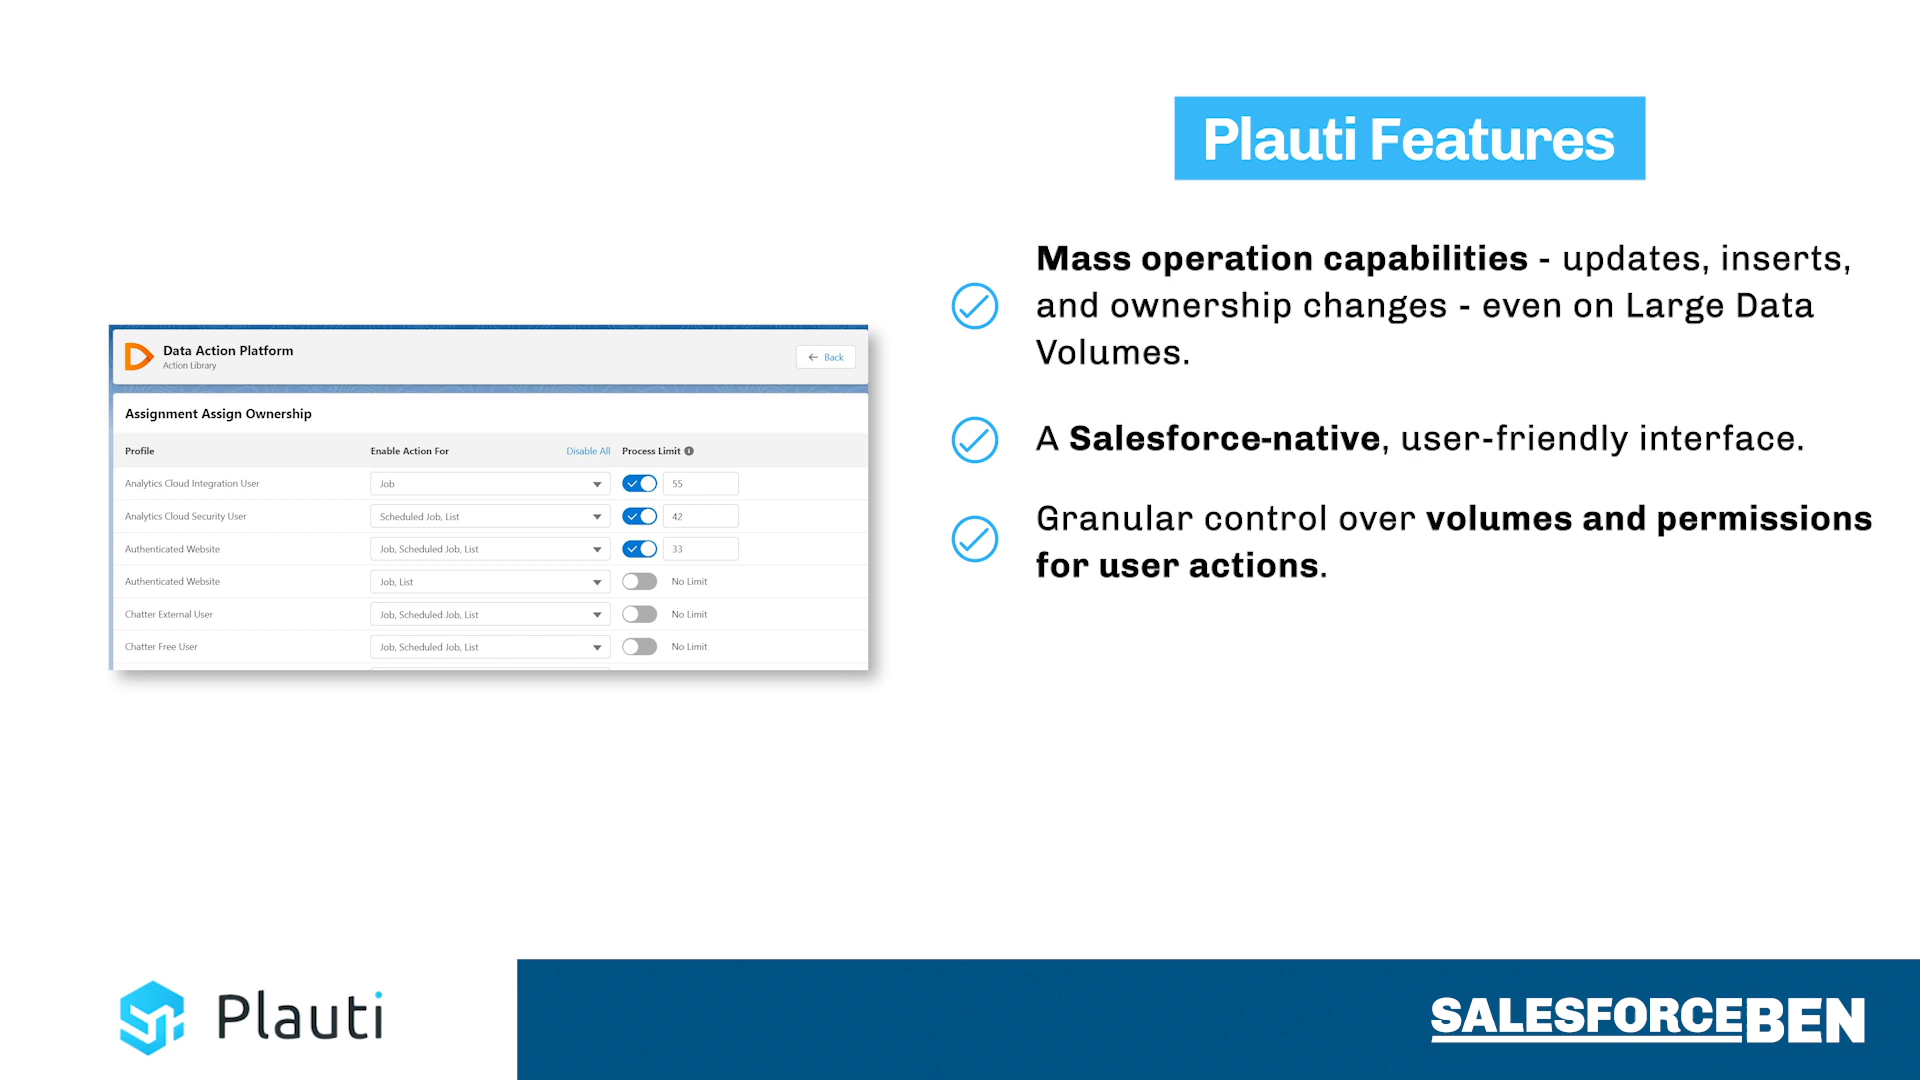 Plauti Features
Mass operation capabilities - updates, inserts,
and ownership changes - even on Large Data
Volumes.
A Salesforce-native, user-friendly interface.
Granular control over volumes and permissions
for user actions.
Data Action Platform
Action Library
Back
Assignment Assign Ownership
Profile Enable Action For Disable All Process Limit
Analytics Cloud Integration User Job 55
Analytics Cloud Security User Scheduled Job, List 42
Authenticated Website Job, Scheduled Job, List 33
Authenticated Website Job, List No Limit
Chatter External User Job, Scheduled Job, List No Limit
Chatter Free User Job, Scheduled Job, List No Limit
Plauti
SALESFORCEBEN